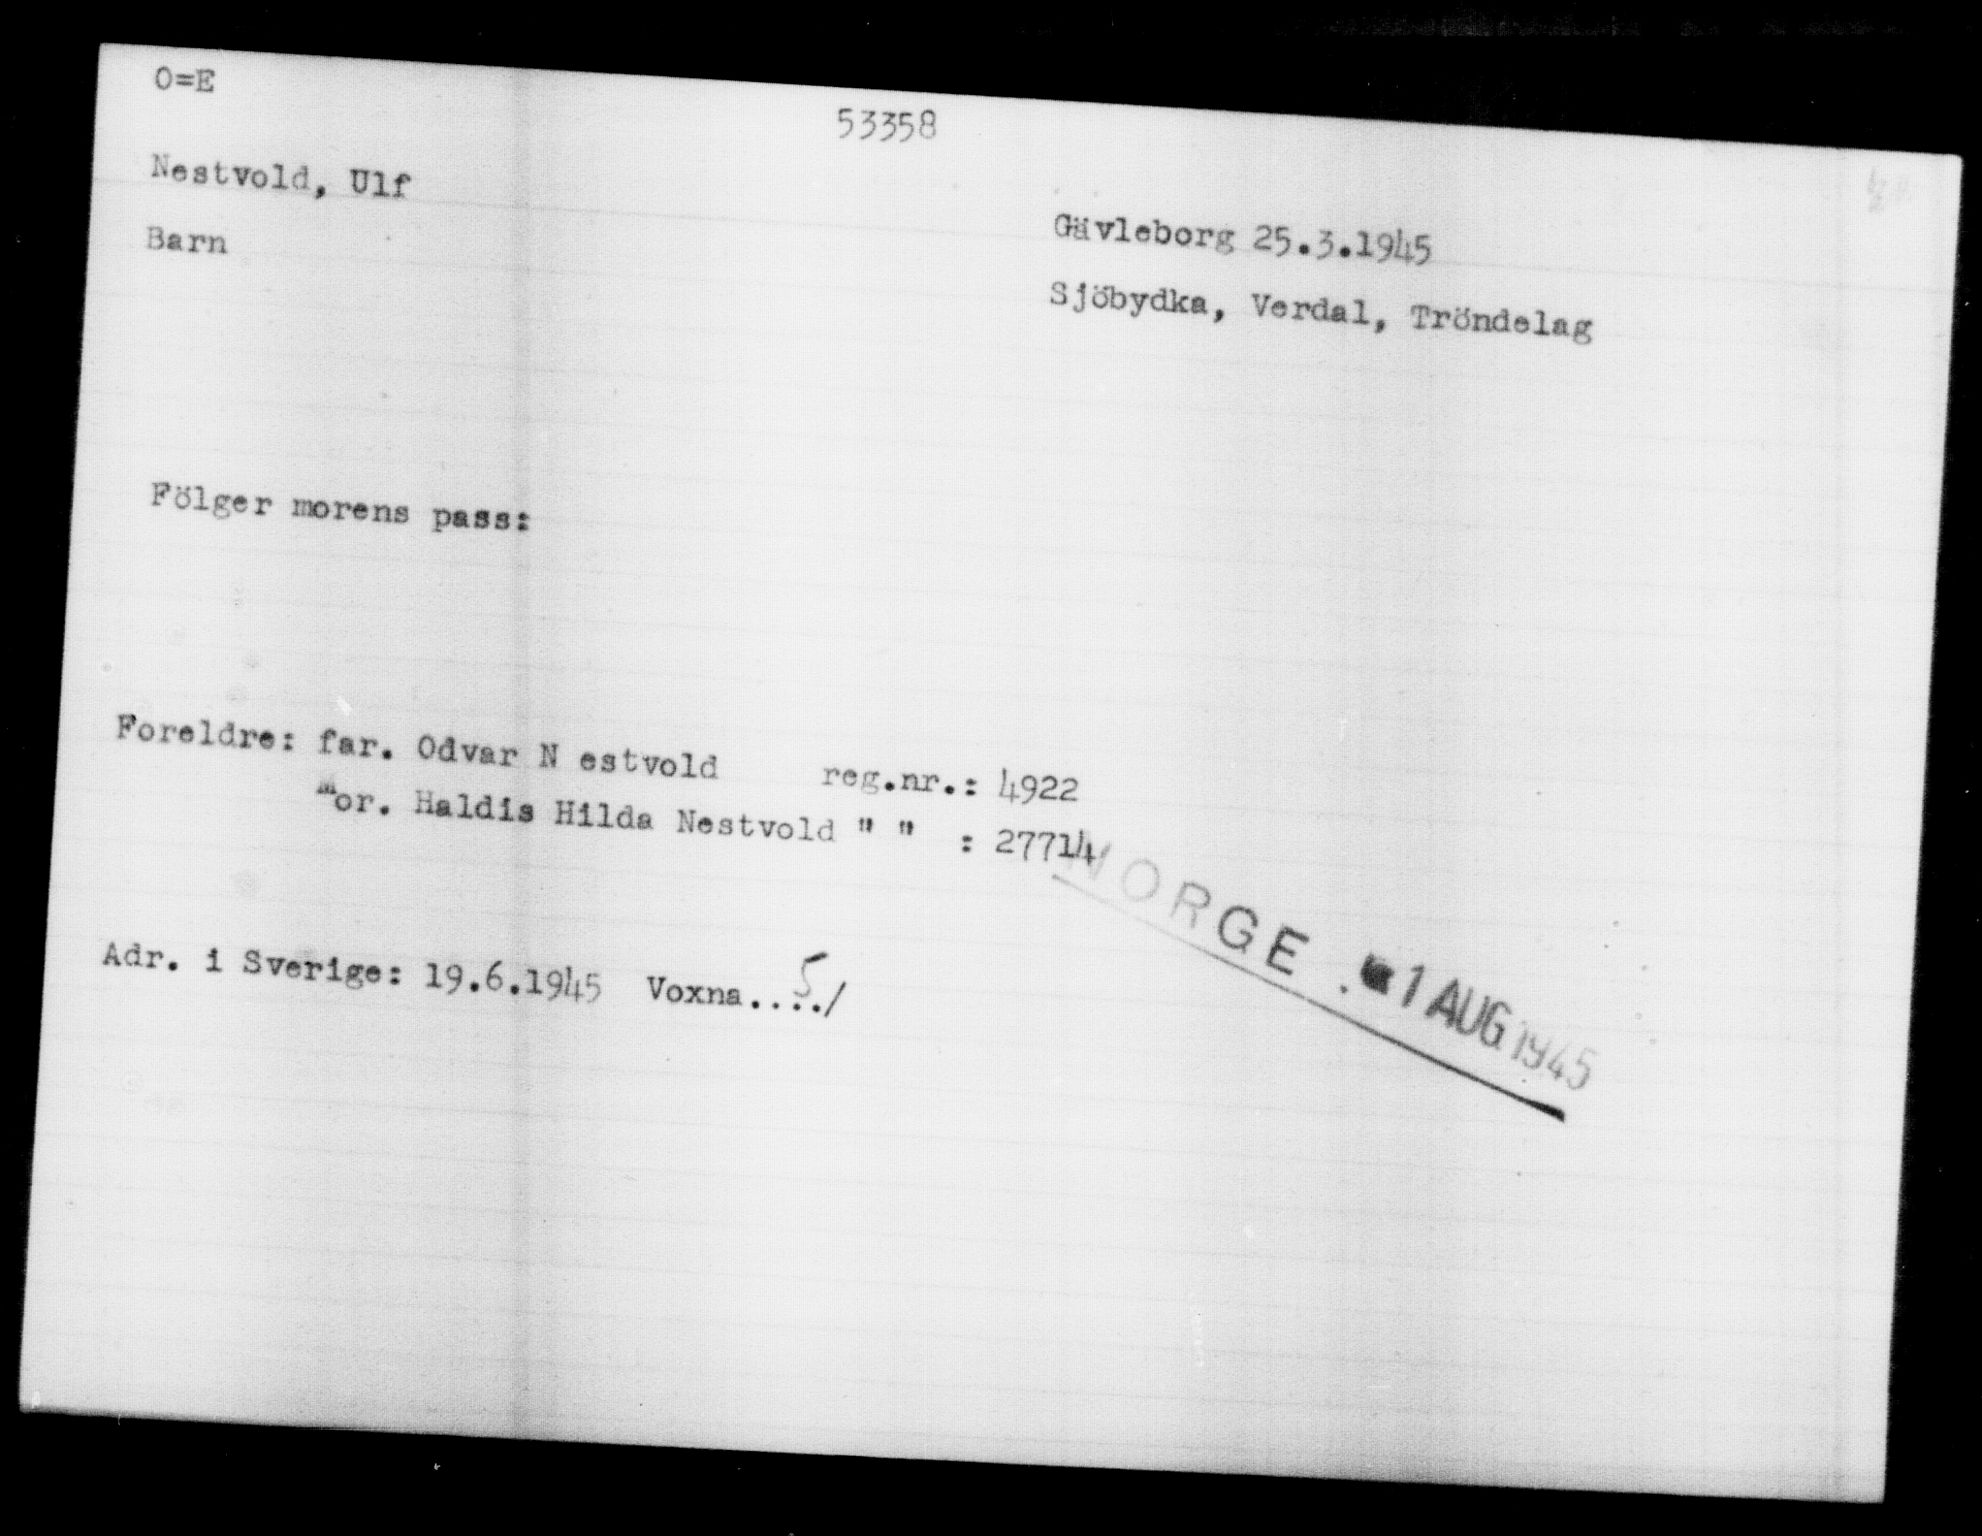 O=E
53358
Nestvold, Ulf
Gävleborg 25.3.1945
Barn
Sjöbydka, Verdal, Tröndelag
Fölger morens pass:
Foreldre: far. Odvar N estvold reg.nr.: 4922
mor. Haldis Hilda Nestvold " " : 27714
NORGE . 1 AUG 1945
Adr. i Sverige: 19.6.1945 Voxna..../
5